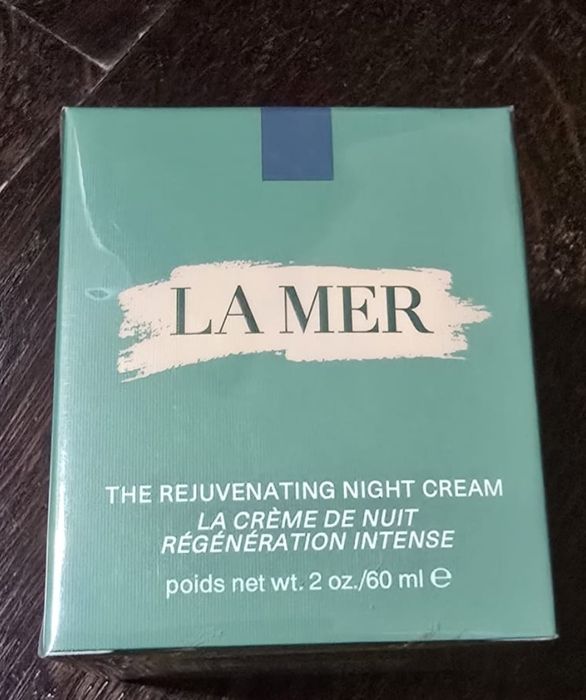 LA MER
THE REJUVENATING NIGHT CREAM
LA CRÈME DE NUIT
RÉGÉNÉRATION INTENSE
poids net wt. 2 oz./60 ml ℮